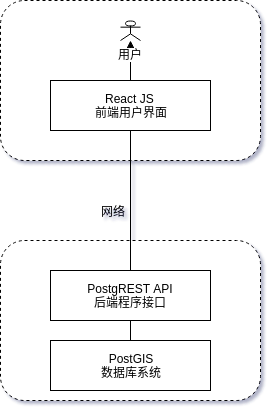 用户
React JS
前端用户界面
网络
PostgREST API
后端程序接口
PostGIS
数据库系统